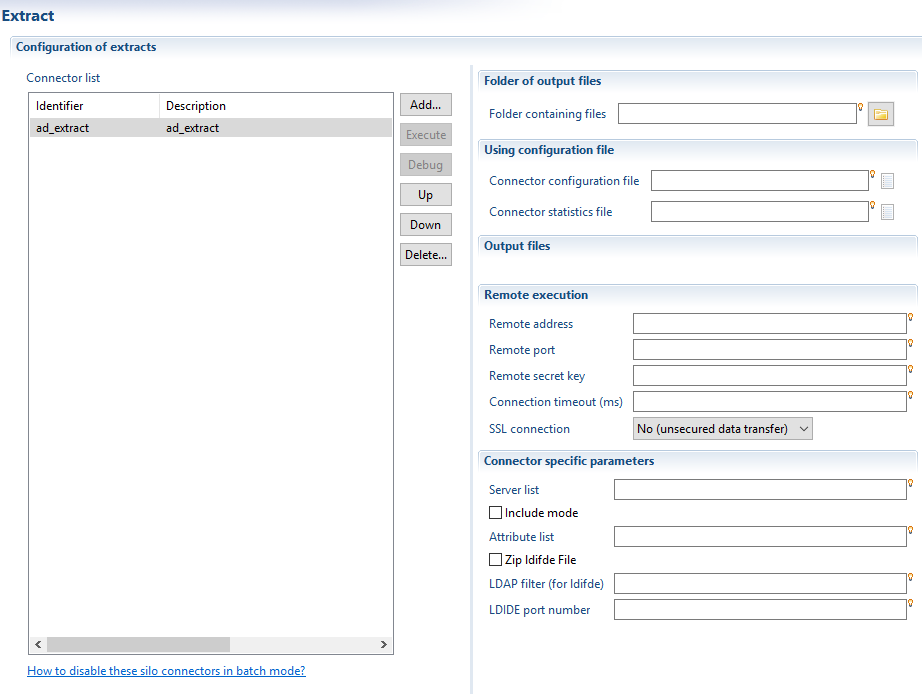 Extract
Configuration of extracts
Connector list
Identifier Description
ad_extract ad_extract
Add...
Execute
Debug
Up
Down
Delete...
How to disable these silo connectors in batch mode?
Folder of output files
Folder containing files
Using configuration file
Connector configuration file
Connector statistics file
Output files
Remote execution
Remote address
Remote port
Remote secret key
Connection timeout (ms)
SSL connection No (unsecured data transfer)
Connector specific parameters
Server list
Include mode
Attribute list
Zip ldifde File
LDAP filter (for ldifde)
LDIDE port number